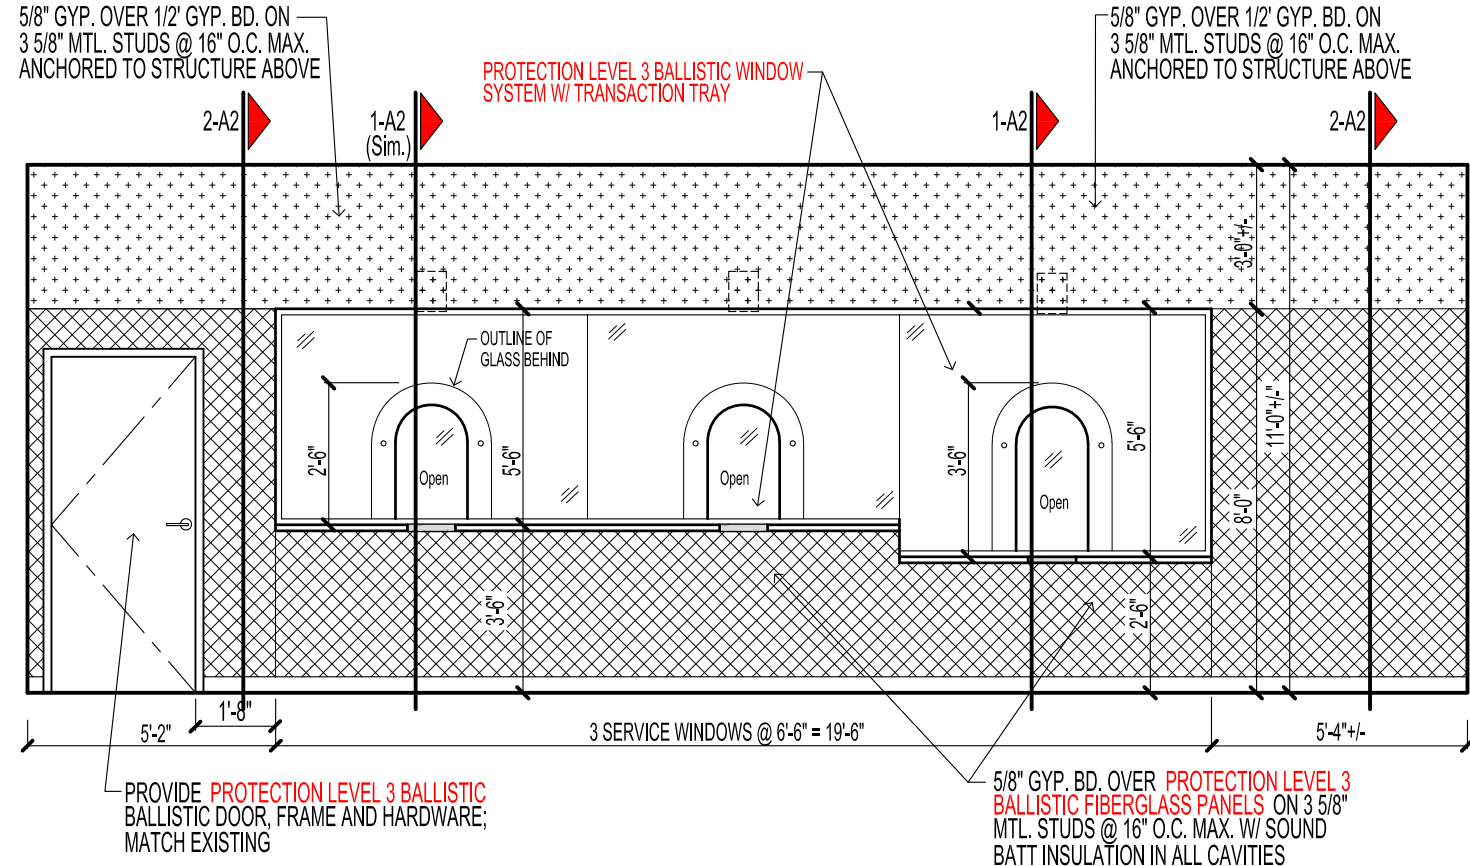 5/8" GYP. OVER 1/2' GYP. BD. ON
3 5/8" MTL. STUDS @ 16" O.C. MAX.
ANCHORED TO STRUCTURE ABOVE
PROTECTION LEVEL 3 BALLISTIC WINDOW
SYSTEM W/ TRANSACTION TRAY
5/8" GYP. OVER 1/2' GYP. BD. ON
3 5/8" MTL. STUDS @ 16" O.C. MAX.
ANCHORED TO STRUCTURE ABOVE
2-A2
1-A2
(Sim.)
1-A2
2-A2
3'-0"+/-
OUTLINE OF
GLASS BEHIND
2'-6"
5'-6"
3'-6"
5'-6"
11'-0"+/-"
8'-0"
Open
Open
Open
3'-6"
2'-6"
1'-8"
5'-2"
3 SERVICE WINDOWS @ 6'-6" = 19'-6"
5'-4"+/-
PROVIDE PROTECTION LEVEL 3 BALLISTIC
BALLISTIC DOOR, FRAME AND HARDWARE;
MATCH EXISTING
5/8" GYP. BD. OVER PROTECTION LEVEL 3
BALLISTIC FIBERGLASS PANELS ON 3 5/8"
MTL. STUDS @ 16" O.C. MAX. W/ SOUND
BATT INSULATION IN ALL CAVITIES